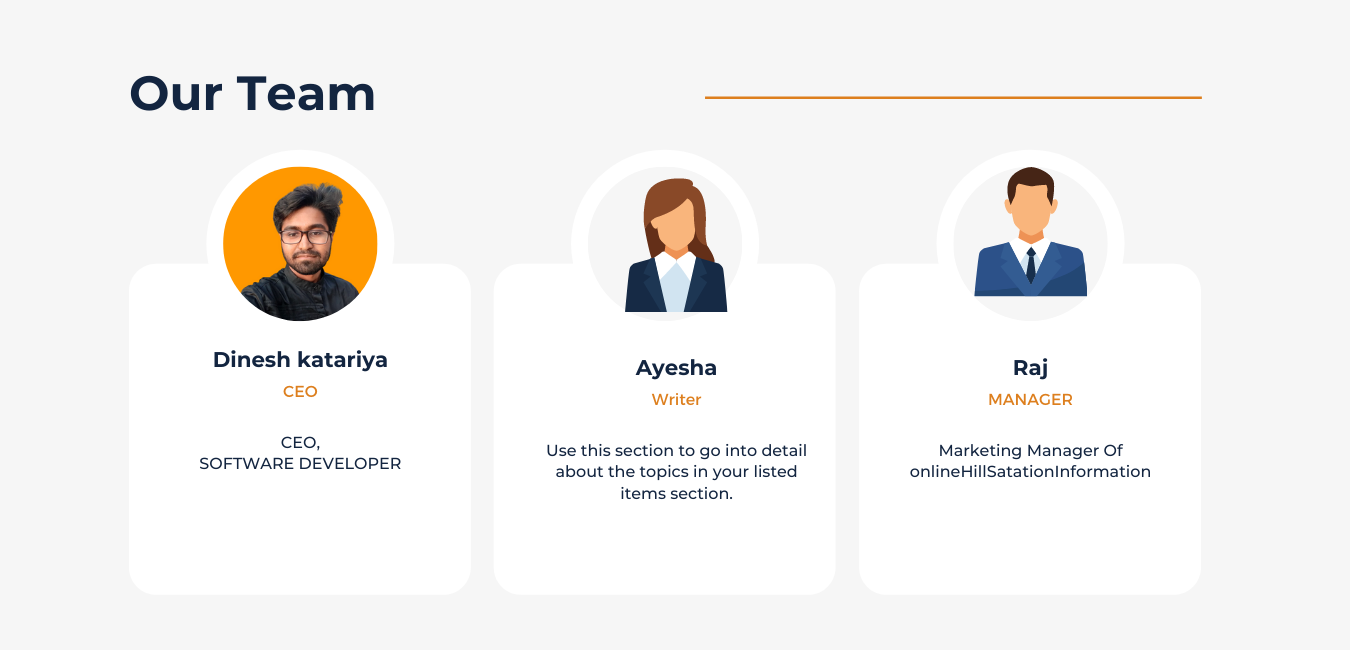 Our Team
Dinesh katariya
CEO
CEO,
SOFTWARE DEVELOPER
Ayesha
Writer
Use this section to go into detail
about the topics in your listed
items section.
Raj
MANAGER
Marketing Manager Of
onlineHillSatationInformation